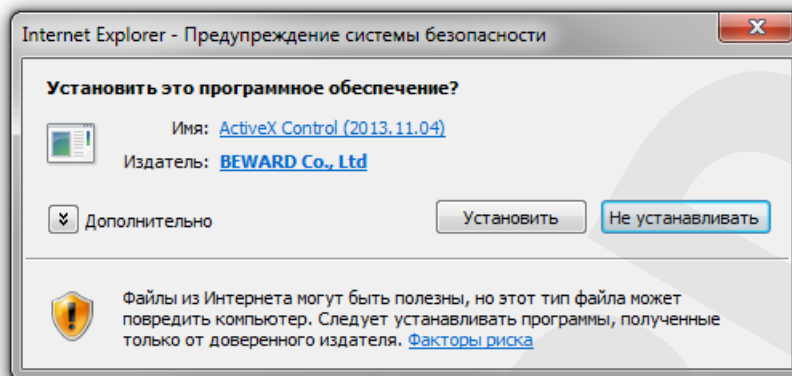 Internet Explorer - Предупреждение системы безопасности
Установить это программное обеспечение?
Имя: ActiveX Control (2013.11.04)
Издатель: BEWARD Co., Ltd
Дополнительно
Установить
Не устанавливать
Файлы из Интернета могут быть полезны, но этот тип файла может
повредить компьютер. Следует устанавливать программы, полученные
только от доверенного издателя. Факторы риска